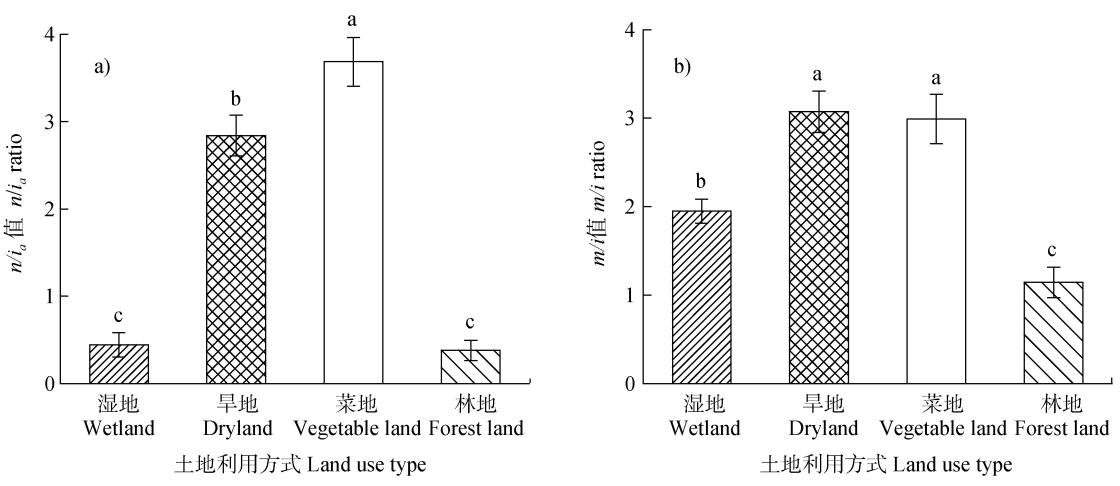 a)
n/iₐ值 n/iₐ ratio
4
3
2
1
0
c
b
a
c
湿地
旱地
菜地
林地
Wetland
Dryland
Vegetable land
Forest land
土地利用方式 Land use type
b)
m/i值 m/i ratio
4
3
2
1
0
b
a
a
c
湿地
旱地
菜地
林地
Wetland
Dryland
Vegetable land
Forest land
土地利用方式 Land use type